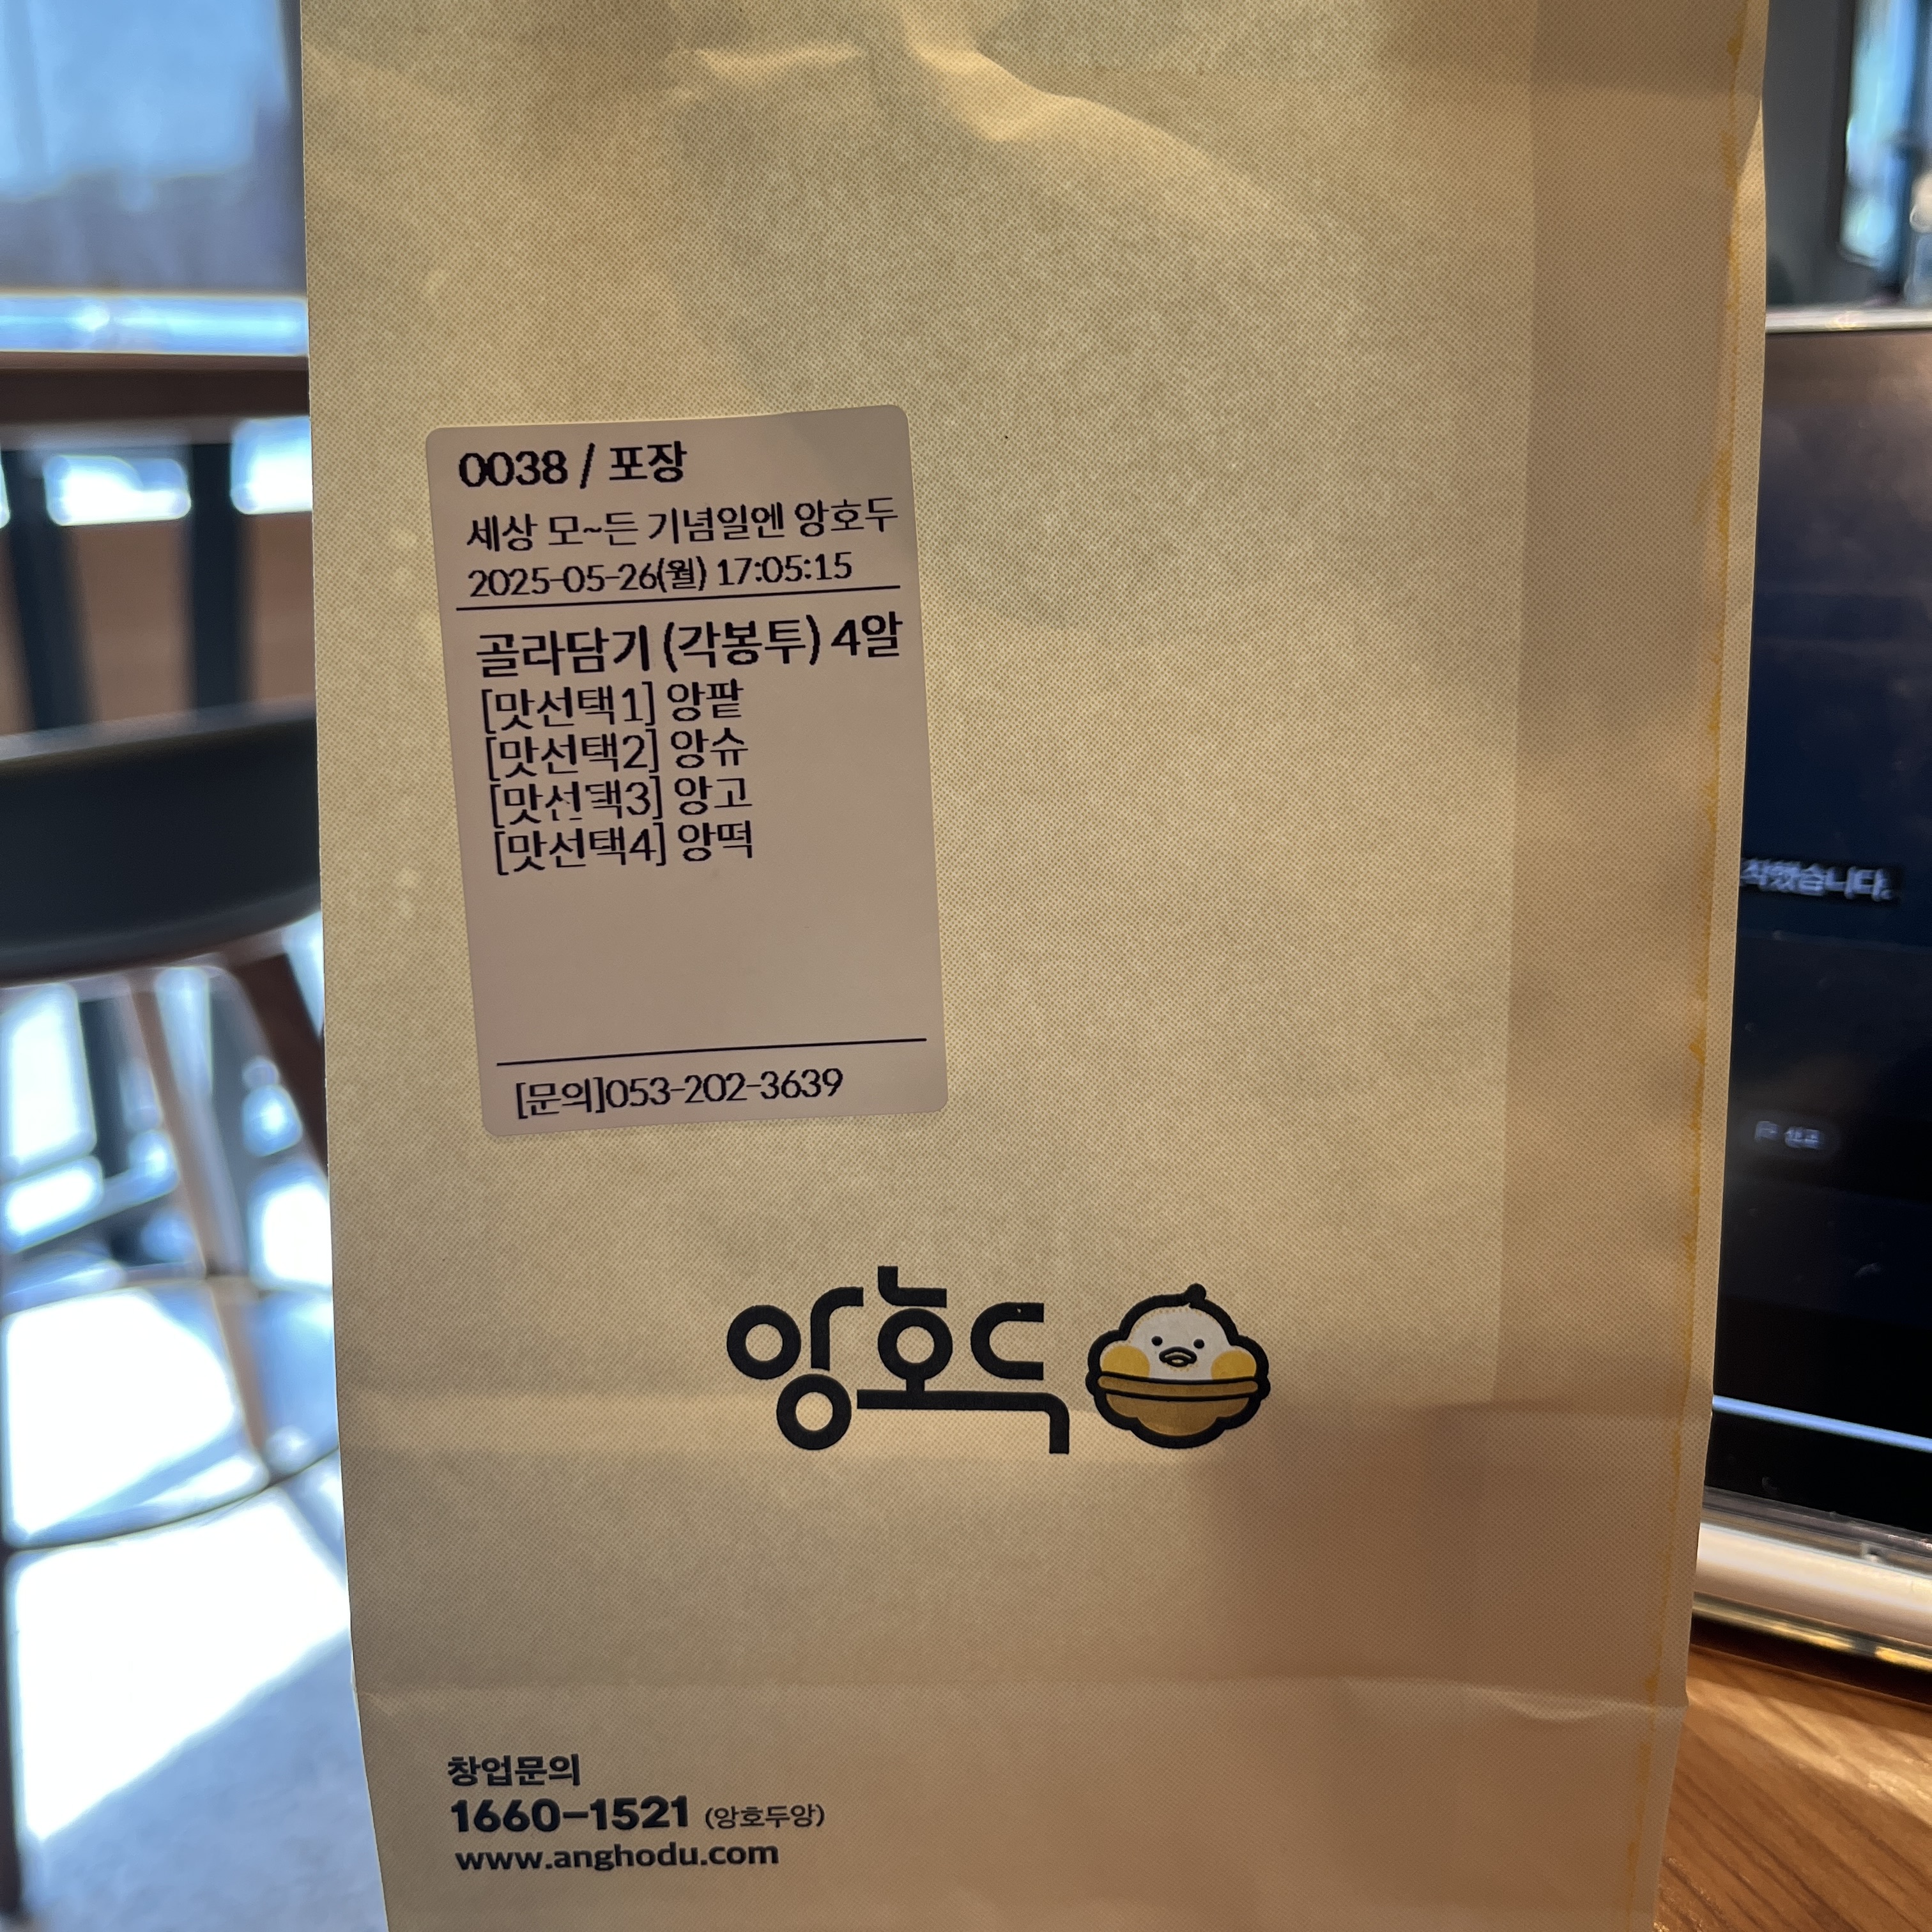 0038 / 포장
세상 모~든 기념일엔 앙호두
2025-05-26(월) 17:05:15
골라담기 (각봉투) 4알
[맛선택1] 앙팥
[맛선택2] 앙슈
[맛선택3] 앙고
[맛선택4] 앙떡
[문의]053-202-3639
앙호두
창업문의
1660-1521 (앙호두앙)
www.anghodu.com